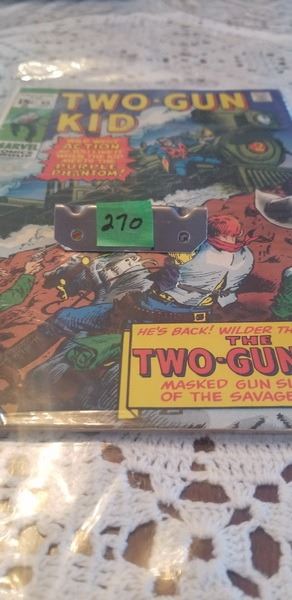 TWO-GUN
KID
MARVEL
ACTION
PURPLE
PHANTOM!
270
HE'S BACK! WILDER TH
THE
TWO-GUN
MASKED GUN SL
OF THE SAVAGE